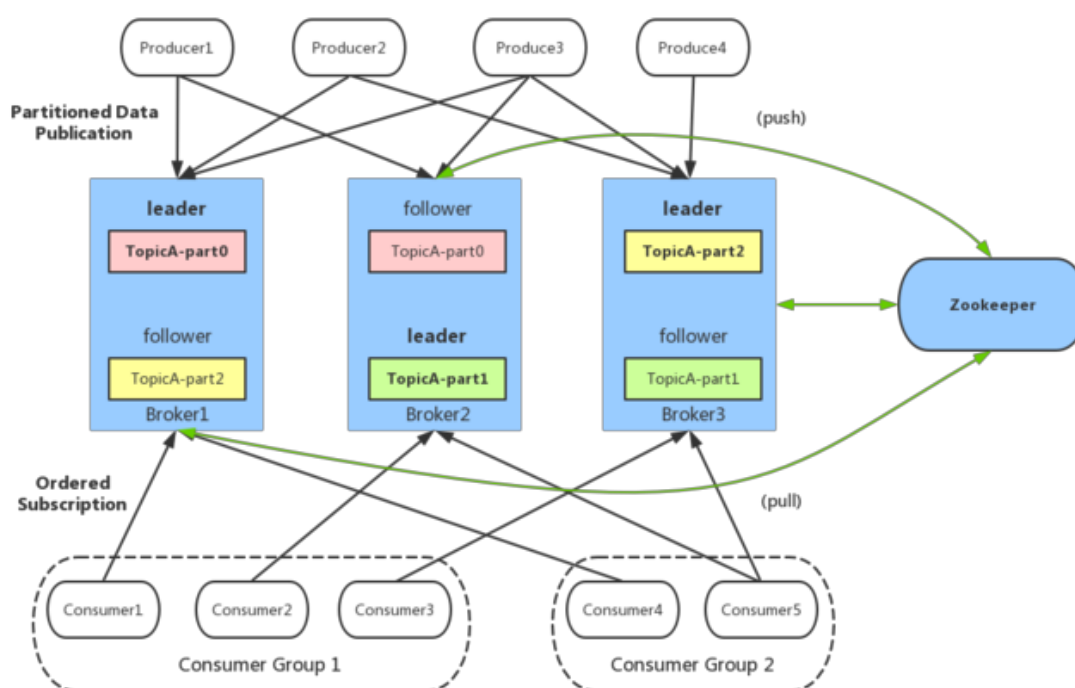 Producer1
Producer2
Produce3
Produce4
Partitioned Data
Publication
(push)
leader
TopicA-part0
follower
TopicA-part2
Broker1
follower
TopicA-part0
leader
TopicA-part1
Broker2
leader
TopicA-part2
follower
TopicA-part1
Broker3
Zookeeper
Ordered
Subscription
(pull)
Consumer1
Consumer2
Consumer3
Consumer Group 1
Consumer4
Consumer5
Consumer Group 2